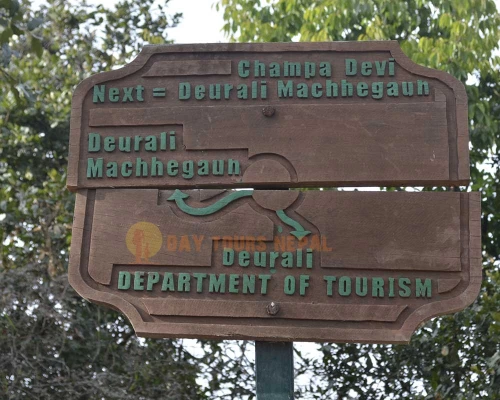 Champa Devi
Next = Deurali Machhegaun
Deurali
Machhegaun
DAY TOURS NEPAL
Deurali
DEPARTMENT OF TOURISM